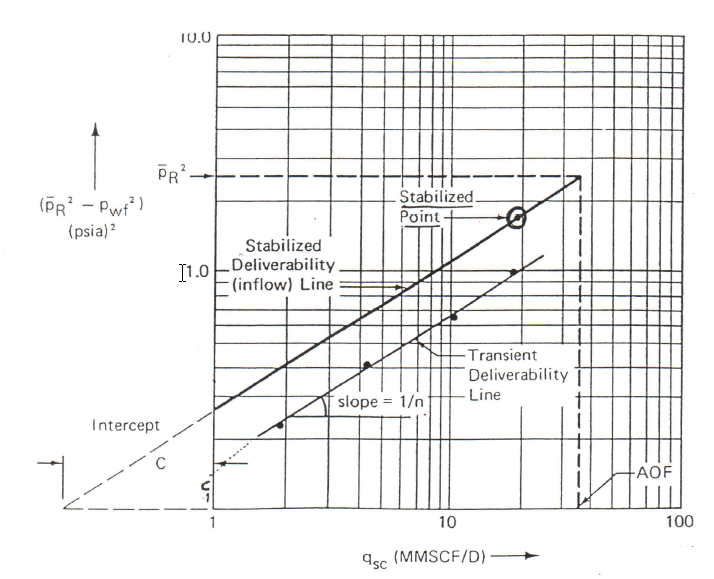 10.0
p̅R²
(p̅R² – pwf²)
(psia)²
Stabilized
Point
Stabilized
Deliverability
(inflow) Line
1.0
Transient
Deliverability
Line
slope = 1/n
Intercept
C
C
1
AOF
1
10
100
qsc (MMSCF/D)